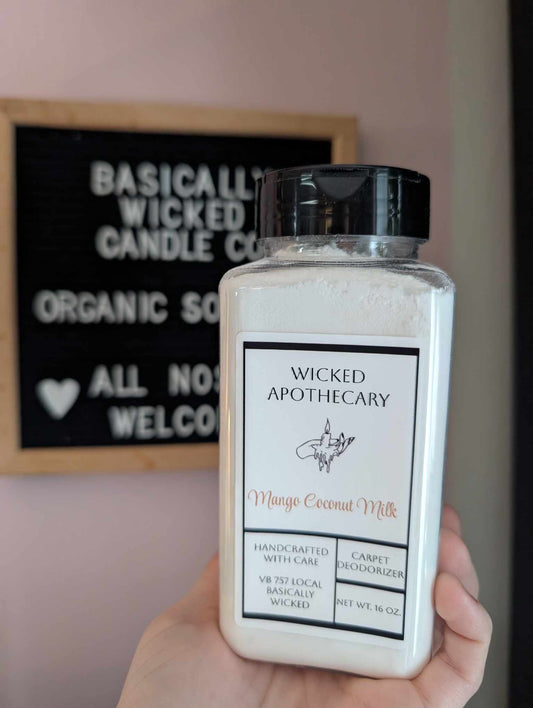 BASICALLY
WICKED
CANDLE CO
ORGANIC
ALL
WELCO
WICKED
APOTHECARY
Mango Coconut Milk
HANDCRAFTED
WITH CARE
VB 757 LOCAL
BASICALLY
WICKED
CARPET
DEODORIZER
NET WT. 16 OZ.